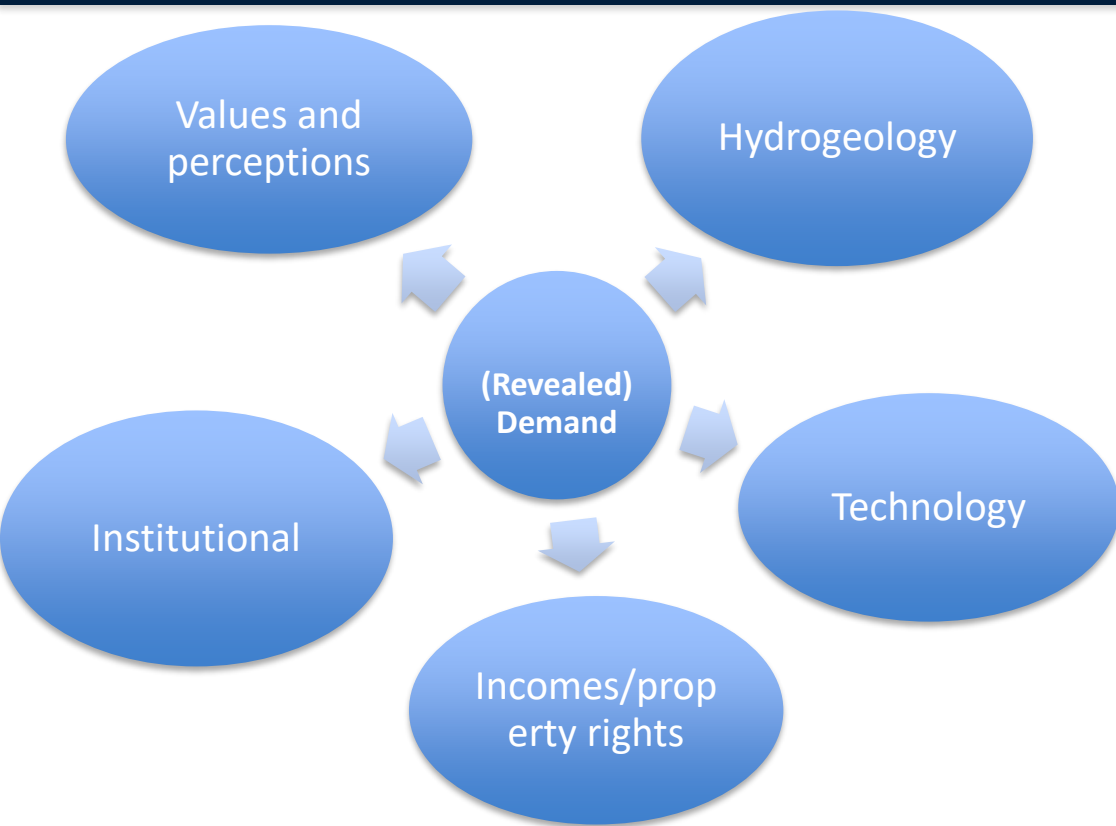 Values and
perceptions
Hydrogeology
(Revealed)
Demand
Technology
Institutional
Incomes/prop
erty rights